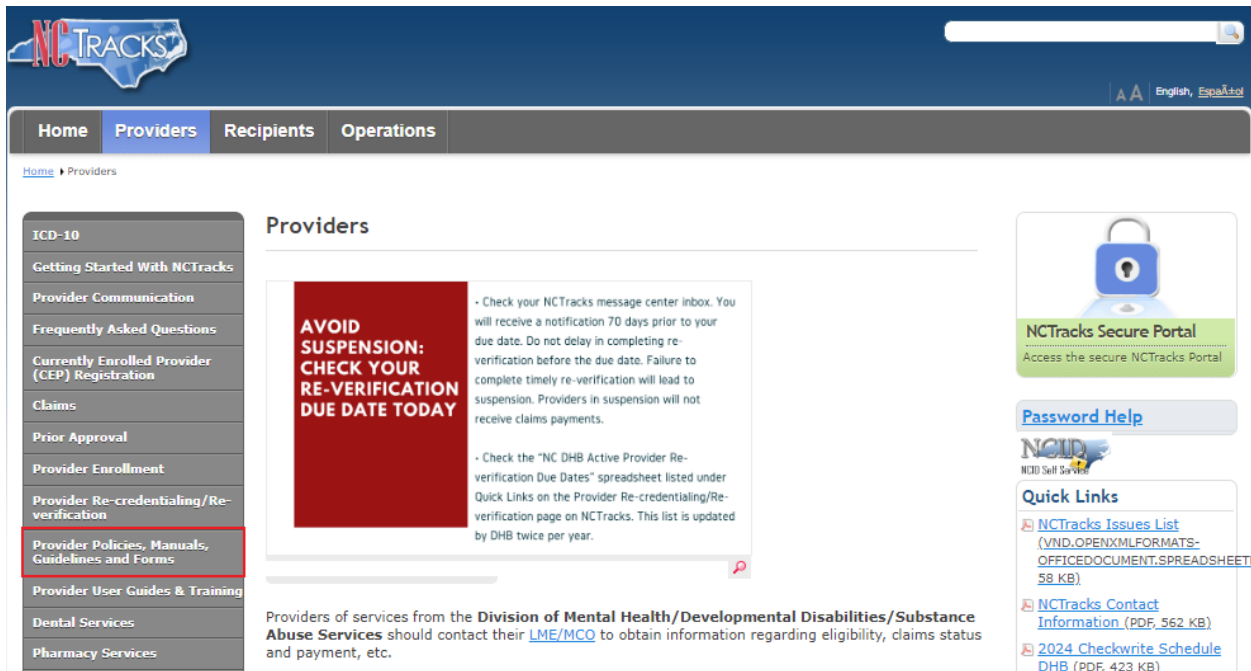 NCTRACKS
A A English, EspaÃ±ol
Home Providers Recipients Operations
Home Providers
ICD-10
Getting Started With NCTracks
Provider Communication
Frequently Asked Questions
Currently Enrolled Provider
(CEP) Registration
Claims
Prior Approval
Provider Enrollment
Provider Re-credentialing/Re-
verification
Provider Policies, Manuals,
Guidelines and Forms
Provider User Guides & Training
Dental Services
Pharmacy Services
Providers
AVOID
SUSPENSION:
CHECK YOUR
RE-VERIFICATION
DUE DATE TODAY
• Check your NCTracks message center inbox. You
will receive a notification 70 days prior to your
due date. Do not delay in completing re-
verification before the due date. Failure to
complete timely re-verification will lead to
suspension. Providers in suspension will not
receive claims payments.
• Check the "NC DHB Active Provider Re-
verification Due Dates" spreadsheet listed under
Quick Links on the Provider Re-credentialing/Re-
verification page on NCTracks. This list is updated
by DHB twice per year.
Providers of services from the Division of Mental Health/Developmental Disabilities/Substance
Abuse Services should contact their LME/MCO to obtain information regarding eligibility, claims status
and payment, etc.
NCTracks Secure Portal
Access the secure NCTracks Portal
Password Help
NCID
NCID Self Service
Quick Links
NCTracks Issues List
(VND.OPENXMLFORMATS-
OFFICEDOCUMENT.SPREADSHEET
58 KB)
NCTracks Contact
Information (PDF, 562 KB)
2024 Checkwrite Schedule
DHB (PDF, 423 KB)